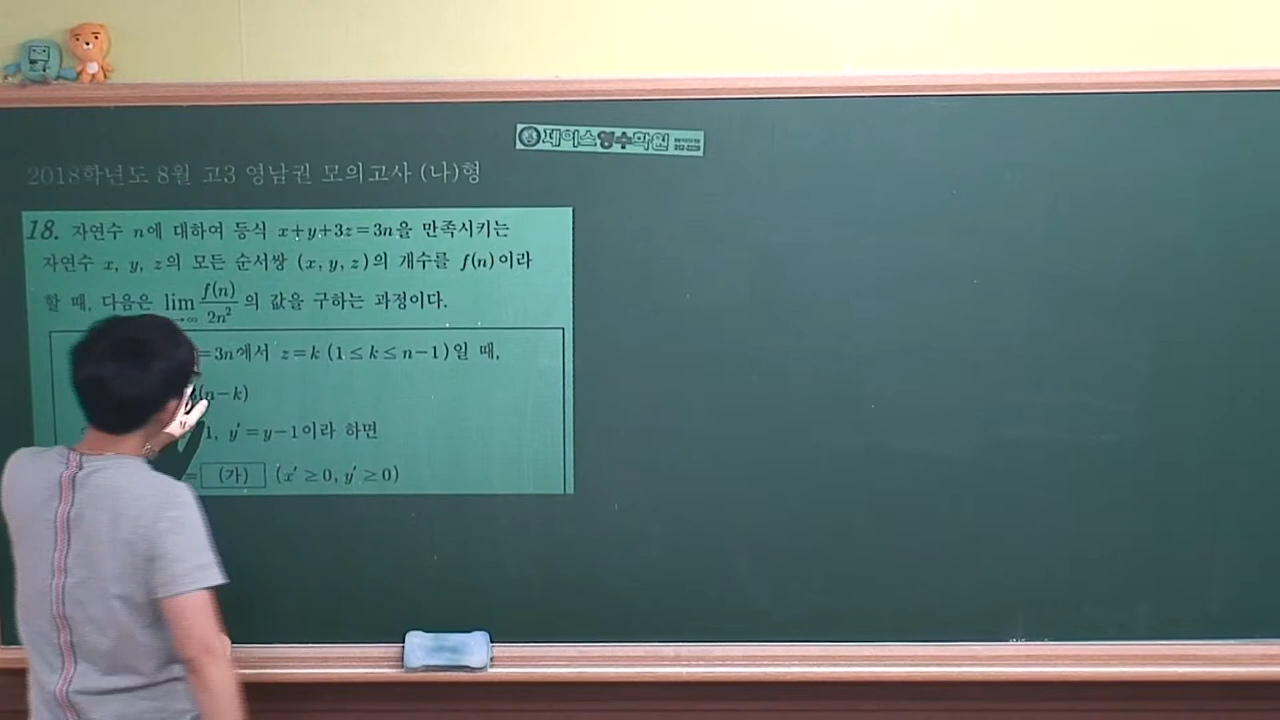 제이스영수학원
2018학년도 8월 고3 영남권 모의고사 (나)형
18. 자연수 n에 대하여 등식 x+y+3z=3n을 만족시키는
자연수 x, y, z의 모든 순서쌍 (x, y, z)의 개수를 f(n)이라
할 때, 다음은 lim f(n)/2n² 의 값을 구하는 과정이다.
=3n에서 z=k (1≤k≤n-1)일 때,
(n-k)
1, y′=y-1이라 하면
= (가) (x′≥0, y′≥0)